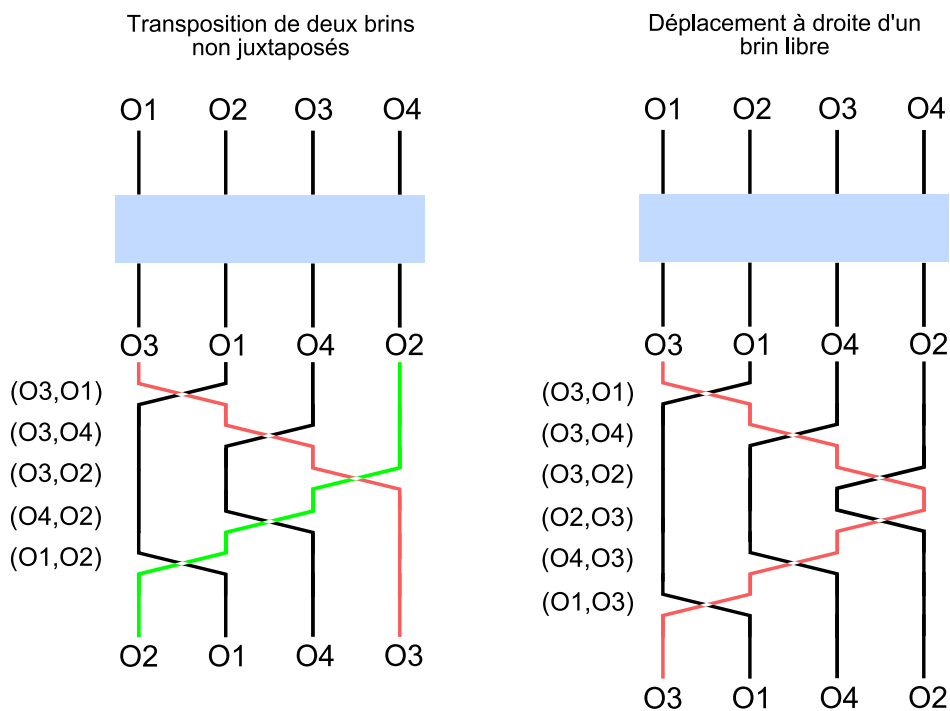 Transposition de deux brins
non juxtaposés
O1 O2 O3 O4
O3 O1 O4 O2
(O3,O1)
(O3,O4)
(O3,O2)
(O4,O2)
(O1,O2)
O2 O1 O4 O3
Déplacement à droite d'un
brin libre
O1 O2 O3 O4
O3 O1 O4 O2
(O3,O1)
(O3,O4)
(O3,O2)
(O2,O3)
(O4,O3)
(O1,O3)
O3 O1 O4 O2